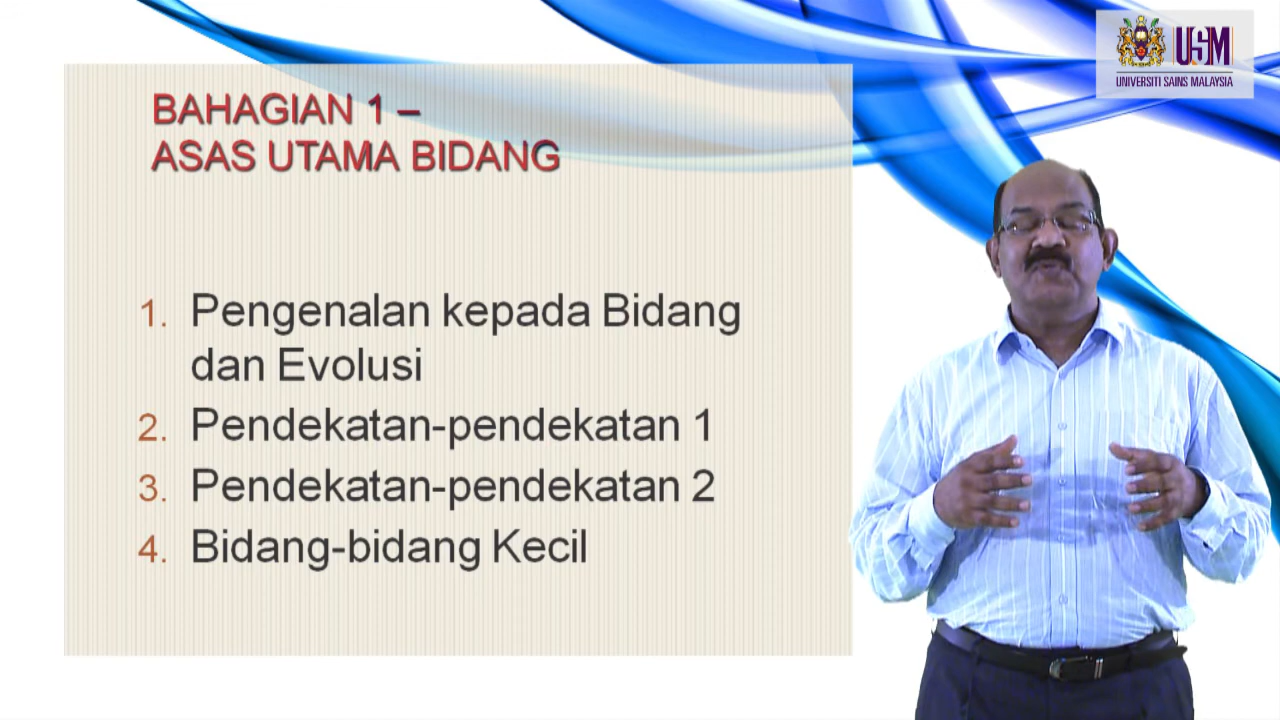 BAHAGIAN 1 –
ASAS UTAMA BIDANG
1. Pengenalan kepada Bidang
dan Evolusi
2. Pendekatan-pendekatan 1
3. Pendekatan-pendekatan 2
4. Bidang-bidang Kecil
USM
UNIVERSITI SAINS MALAYSIA